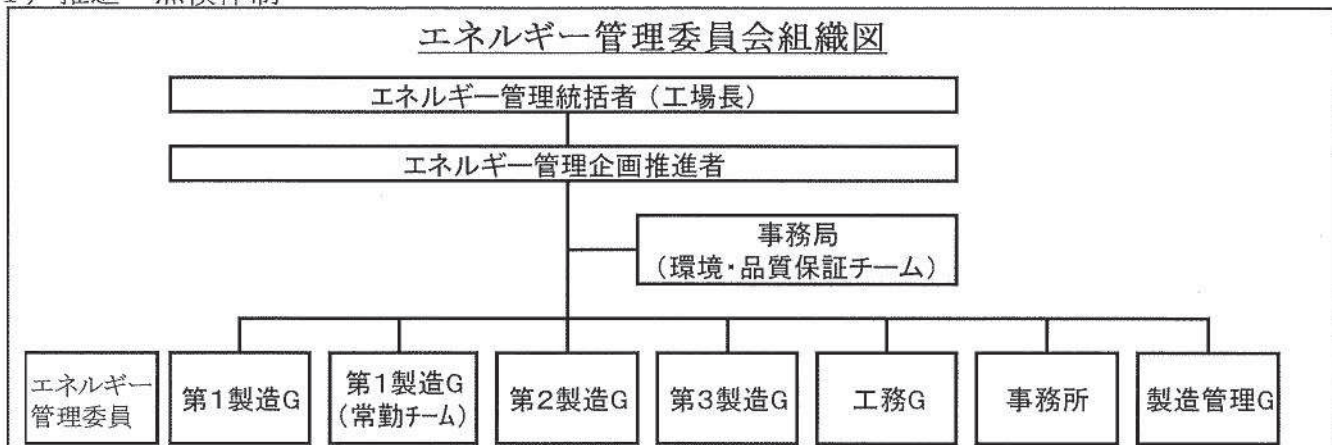 エネルギー管理委員会組織図
エネルギー管理統括者（工場長）
エネルギー管理企画推進者
事務局
（環境・品質保証チーム）
エネルギー
管理委員
第1製造G
第1製造G
（常勤チーム）
第2製造G
第3製造G
工務G
事務所
製造管理G